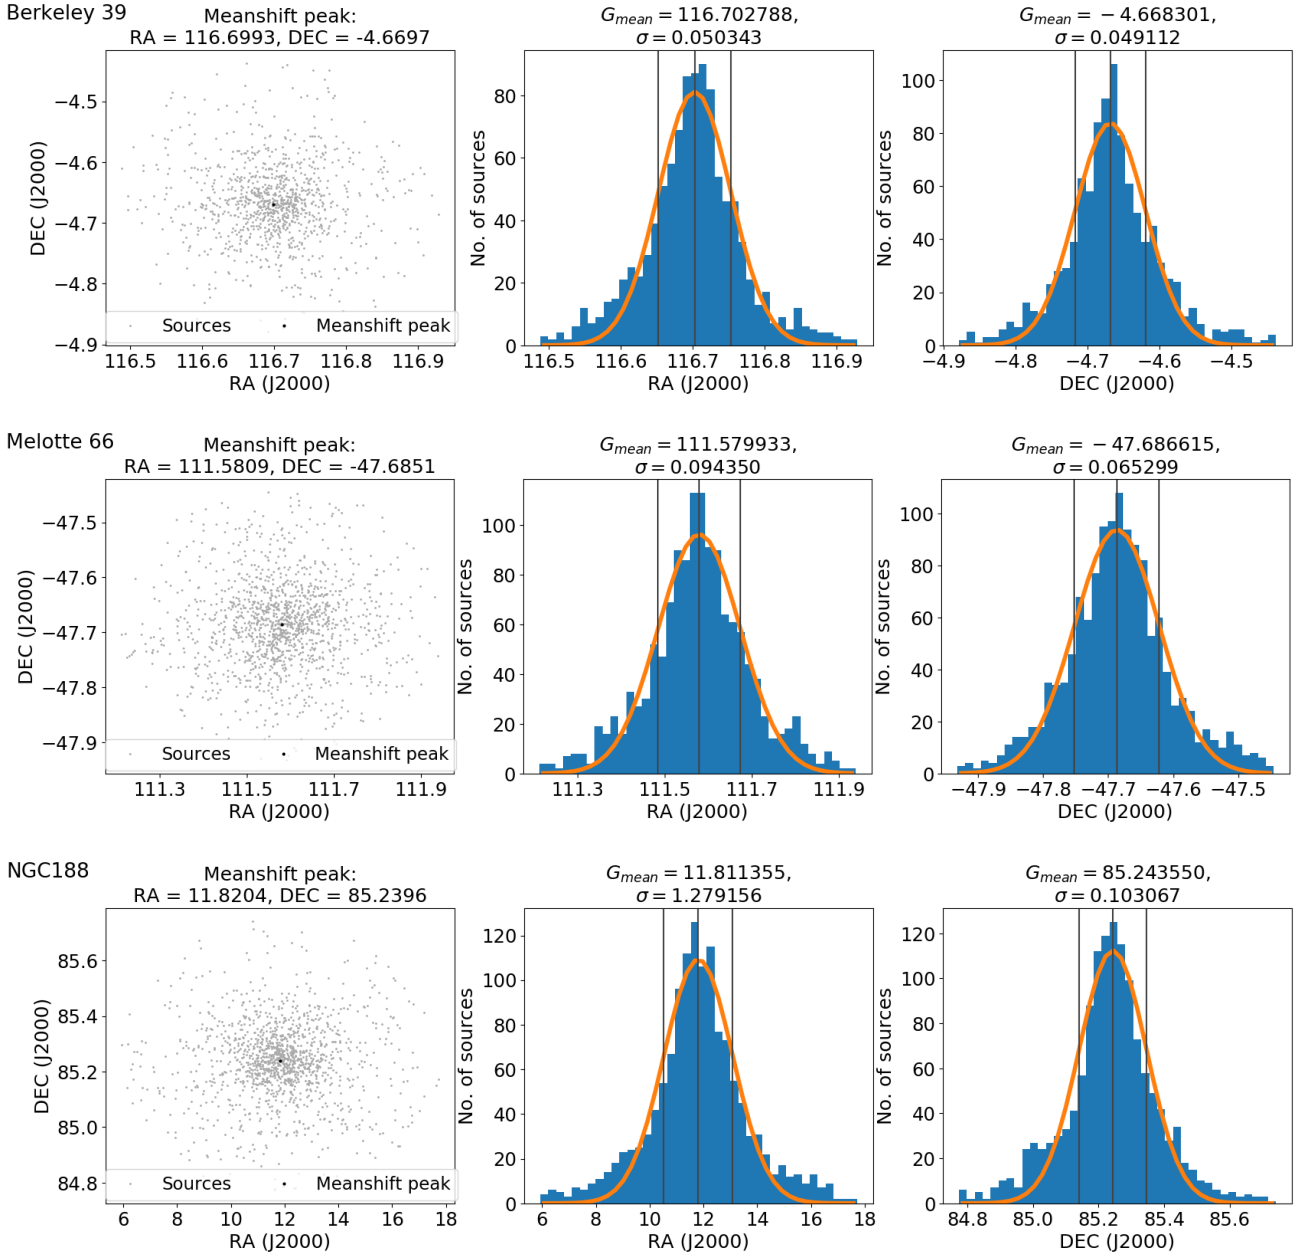 Berkeley 39
Meanshift peak:
RA = 116.6993, DEC = -4.6697
DEC (J2000)
−4.5
−4.6
−4.7
−4.8
−4.9
Sources
Meanshift peak
116.5 116.6 116.7 116.8 116.9
RA (J2000)
G_mean = 116.702788,
σ = 0.050343
No. of sources
80
60
40
20
0
116.5 116.6 116.7 116.8 116.9
RA (J2000)
G_mean = −4.668301,
σ = 0.049112
No. of sources
100
80
60
40
20
0
−4.9 −4.8 −4.7 −4.6 −4.5
DEC (J2000)
Melotte 66
Meanshift peak:
RA = 111.5809, DEC = -47.6851
DEC (J2000)
−47.5
−47.6
−47.7
−47.8
−47.9
Sources
Meanshift peak
111.3 111.5 111.7 111.9
RA (J2000)
G_mean = 111.579933,
σ = 0.094350
No. of sources
100
80
60
40
20
0
111.3 111.5 111.7 111.9
RA (J2000)
G_mean = −47.686615,
σ = 0.065299
No. of sources
100
80
60
40
20
0
−47.9 −47.8 −47.7 −47.6 −47.5
DEC (J2000)
NGC188
Meanshift peak:
RA = 11.8204, DEC = 85.2396
DEC (J2000)
85.6
85.4
85.2
85.0
84.8
Sources
Meanshift peak
6 8 10 12 14 16 18
RA (J2000)
G_mean = 11.811355,
σ = 1.279156
No. of sources
120
100
80
60
40
20
0
6 8 10 12 14 16 18
RA (J2000)
G_mean = 85.243550,
σ = 0.103067
No. of sources
120
100
80
60
40
20
0
84.8 85.0 85.2 85.4 85.6
DEC (J2000)